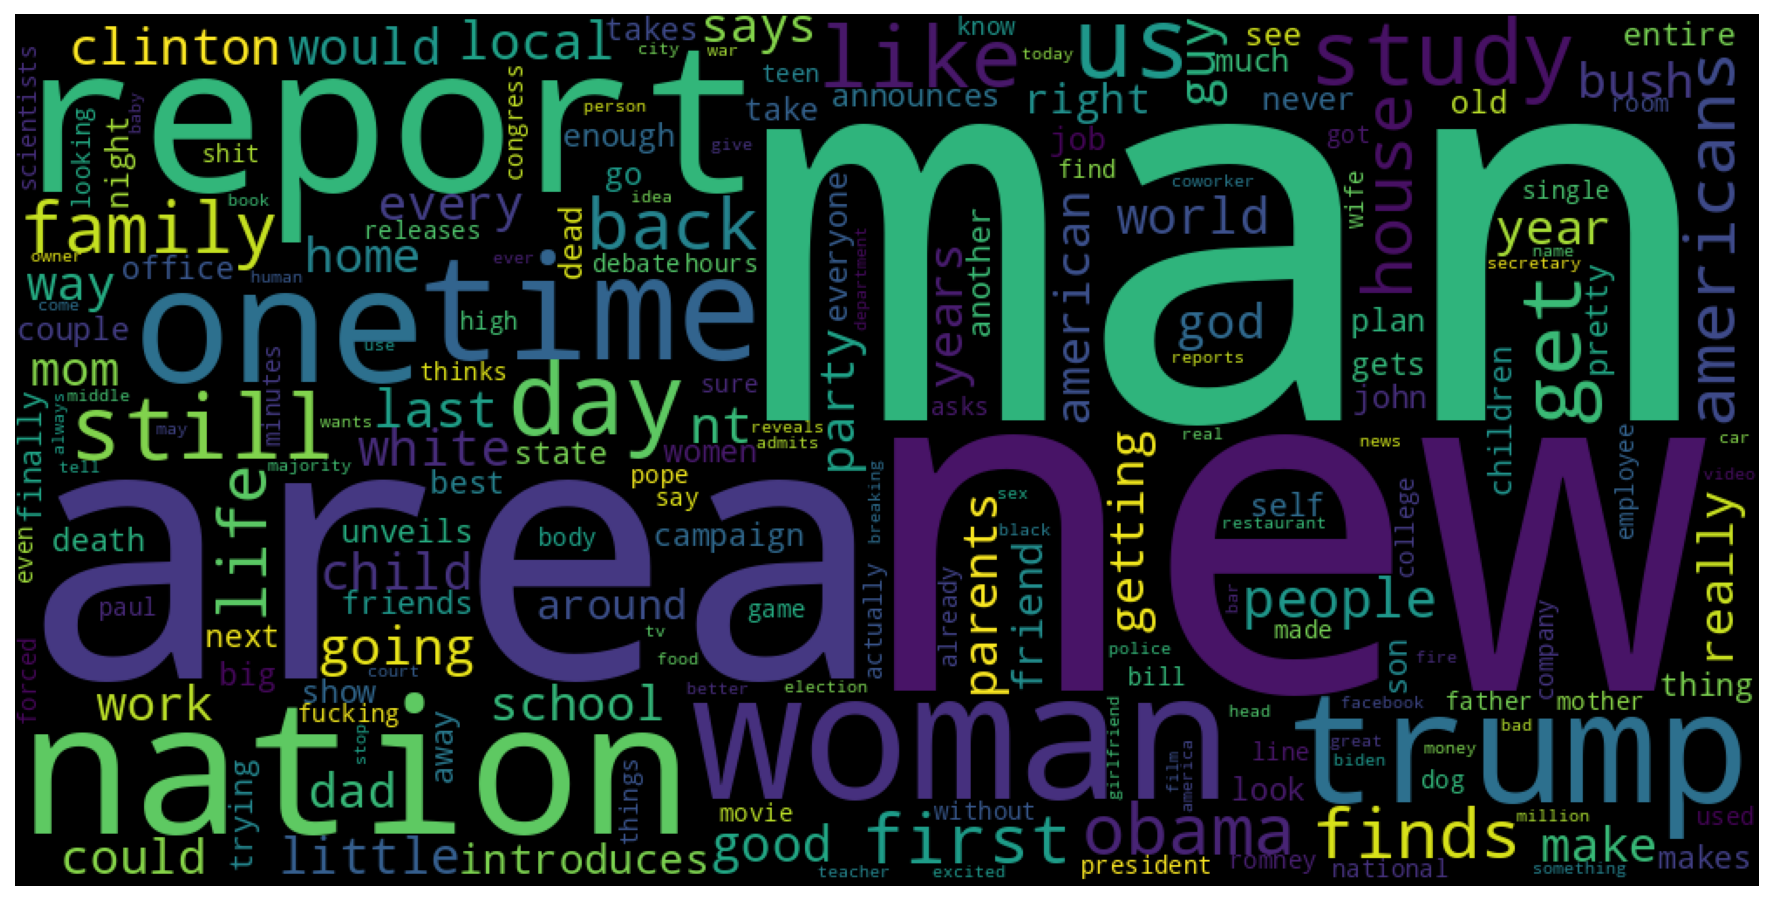 clinton
would
local
takes
says
city
war
like
know
today
us
guy
see
much
study
entire
bush
room
americans
scientists
looking
baby
night
shit
report
congress
person
enough
teen
take
give
announces
right
job
find
never
got
old
house
man
family
book
owner
every
releases
go
idea
back
dead
home
office
human
ever
debate
hours
way
come
couple
one
time
high
use
thinks
everyone
department
party
years
another
asks
american
world
coworker
god
reports
wife
plan
gets
john
single
year
name
secretary
get
pretty
children
mom
middle
always
may
tell
finally
still
minutes
wants
last
day
sure
nt
reveals
admits
women
white
state
majority
best
pope
say
real
news
car
video
employee
new
area
even
death
life
unveils
child
friends
body
campaign
around
breaking
actually
already
parents
sex
black
friend
getting
self
restaurant
college
bar
people
made
company
really
paul
forced
next
big
going
court
tv
food
game
police
bill
son
fire
thing
work
show
fucking
stop
away
school
better
election
woman
girlfriend
head
line
facebook
father
mother
bad
trump
nation
dad
trying
things
could
little
introduces
movie
good
first
without
teacher
excited
film
america
look
great
biden
money
dog
obama
president
romney
national
finds
million
make
something
makes
used